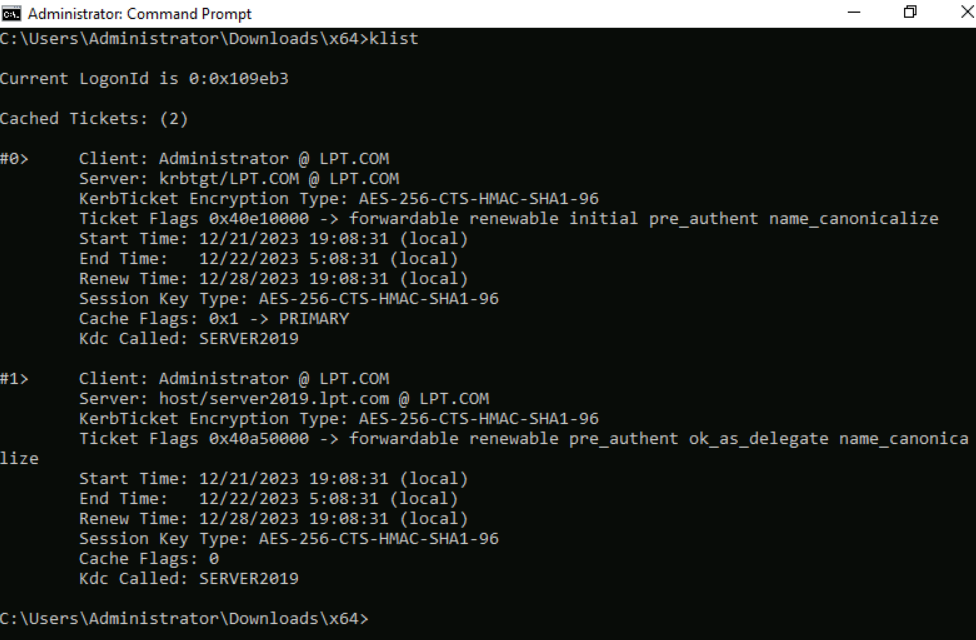 Administrator: Command Prompt
C:\Users\Administrator\Downloads\x64>klist
Current LogonId is 0:0x109eb3
Cached Tickets: (2)
#0> Client: Administrator @ LPT.COM
Server: krbtgt/LPT.COM @ LPT.COM
KerbTicket Encryption Type: AES-256-CTS-HMAC-SHA1-96
Ticket Flags 0x40e10000 -> forwardable renewable initial pre_authent name_canonicalize
Start Time: 12/21/2023 19:08:31 (local)
End Time: 12/22/2023 5:08:31 (local)
Renew Time: 12/28/2023 19:08:31 (local)
Session Key Type: AES-256-CTS-HMAC-SHA1-96
Cache Flags: 0x1 -> PRIMARY
Kdc Called: SERVER2019
#1> Client: Administrator @ LPT.COM
Server: host/server2019.lpt.com @ LPT.COM
KerbTicket Encryption Type: AES-256-CTS-HMAC-SHA1-96
Ticket Flags 0x40a50000 -> forwardable renewable pre_authent ok_as_delegate name_canonica
lize
Start Time: 12/21/2023 19:08:31 (local)
End Time: 12/22/2023 5:08:31 (local)
Renew Time: 12/28/2023 19:08:31 (local)
Session Key Type: AES-256-CTS-HMAC-SHA1-96
Cache Flags: 0
Kdc Called: SERVER2019
C:\Users\Administrator\Downloads\x64>